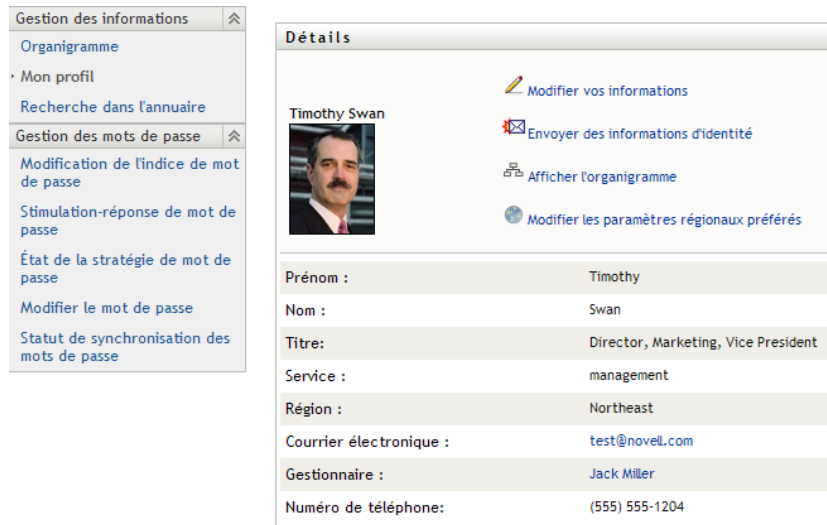 Gestion des informations
Organigramme
Mon profil
Recherche dans l'annuaire
Gestion des mots de passe
Modification de l'indice de mot
de passe
Stimulation-réponse de mot de
passe
État de la stratégie de mot de
passe
Modifier le mot de passe
Statut de synchronisation des
mots de passe
Détails
Timothy Swan
Modifier vos informations
Envoyer des informations d'identité
Afficher l'organigramme
Modifier les paramètres régionaux préférés
Prénom : Timothy
Nom : Swan
Titre: Director, Marketing, Vice President
Service : management
Région : Northeast
Courrier électronique : test@novell.com
Gestionnaire : Jack Miller
Numéro de téléphone: (555) 555-1204